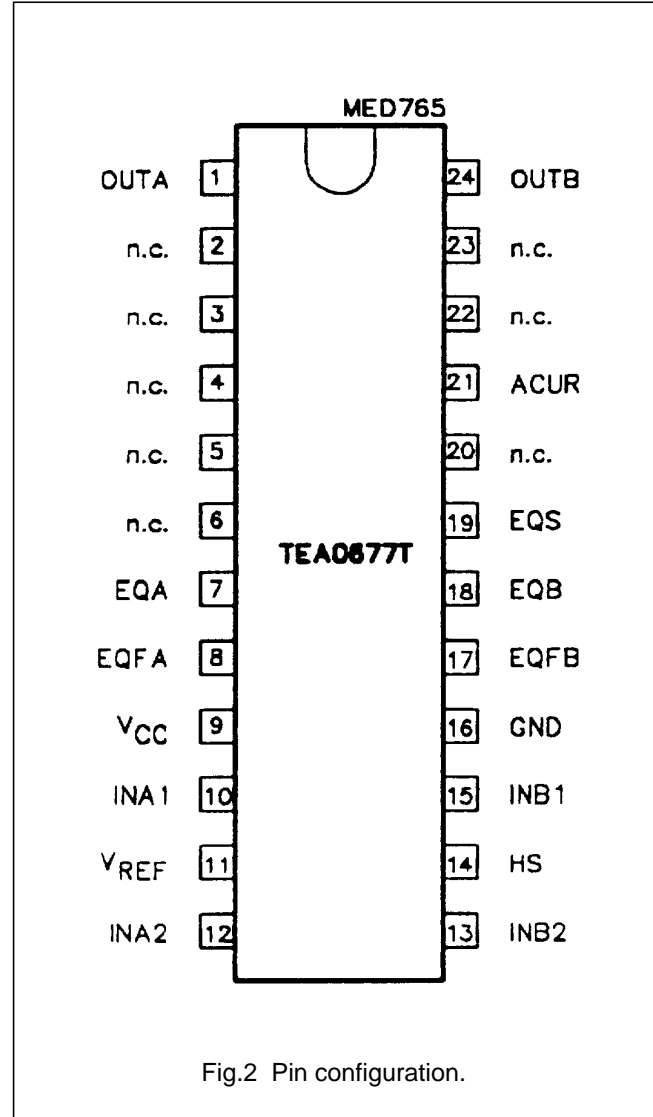 MED765
OUTA 1 24 OUTB
n.c. 2 23 n.c.
n.c. 3 22 n.c.
n.c. 4 21 ACUR
n.c. 5 20 n.c.
n.c. 6 19 EQS
TEA0677T
EQA 7 18 EQB
EQFA 8 17 EQFB
VCC 9 16 GND
INA1 10 15 INB1
VREF 11 14 HS
INA2 12 13 INB2
Fig.2 Pin configuration.